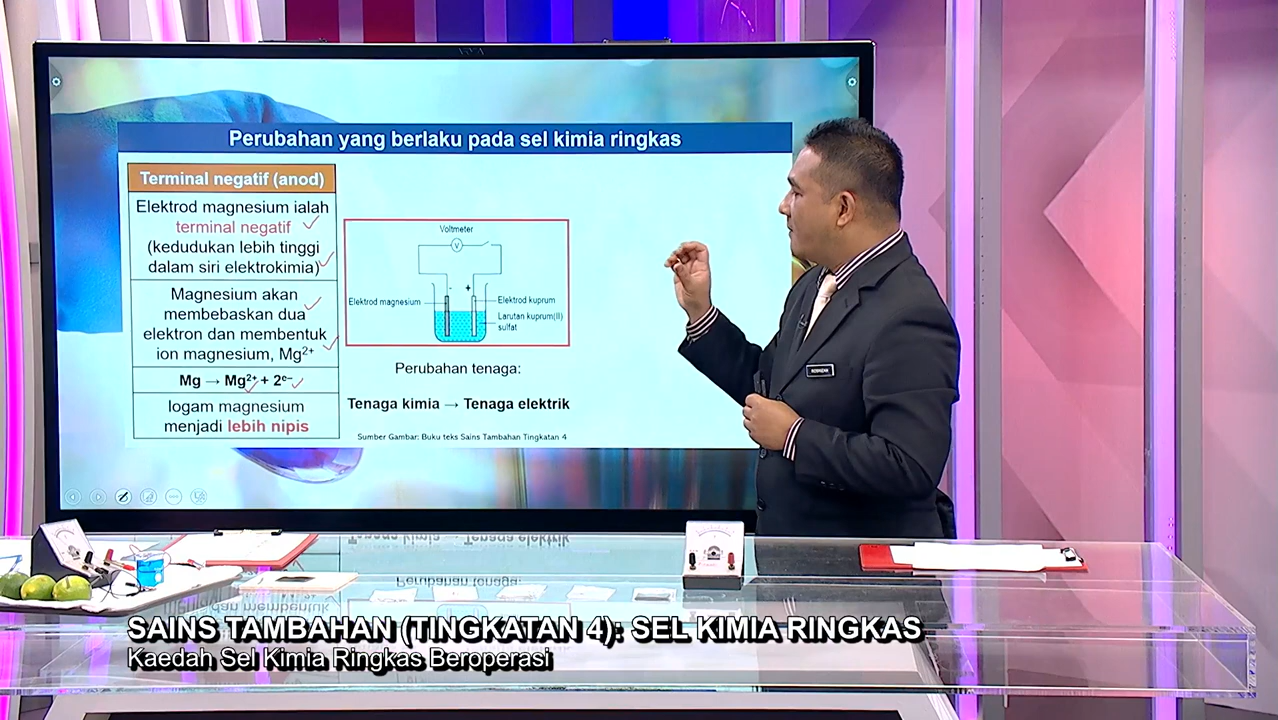 Perubahan yang berlaku pada sel kimia ringkas
Terminal negatif (anod)
Elektrod magnesium ialah
terminal negatif
(kedudukan lebih tinggi
dalam siri elektrokimia)
Magnesium akan
membebaskan dua
elektron dan membentuk
ion magnesium, Mg²⁺
Mg → Mg²⁺ + 2ᵉ⁻
logam magnesium
menjadi lebih nipis
Voltmeter
V
- +
Elektrod magnesium
Elektrod kuprum
Larutan kuprum(II)
sulfat
Perubahan tenaga:
Tenaga kimia → Tenaga elektrik
Sumber Gambar: Buku teks Sains Tambahan Tingkatan 4
SAINS TAMBAHAN (TINGKATAN 4): SEL KIMIA RINGKAS
Kaedah Sel Kimia Ringkas Beroperasi